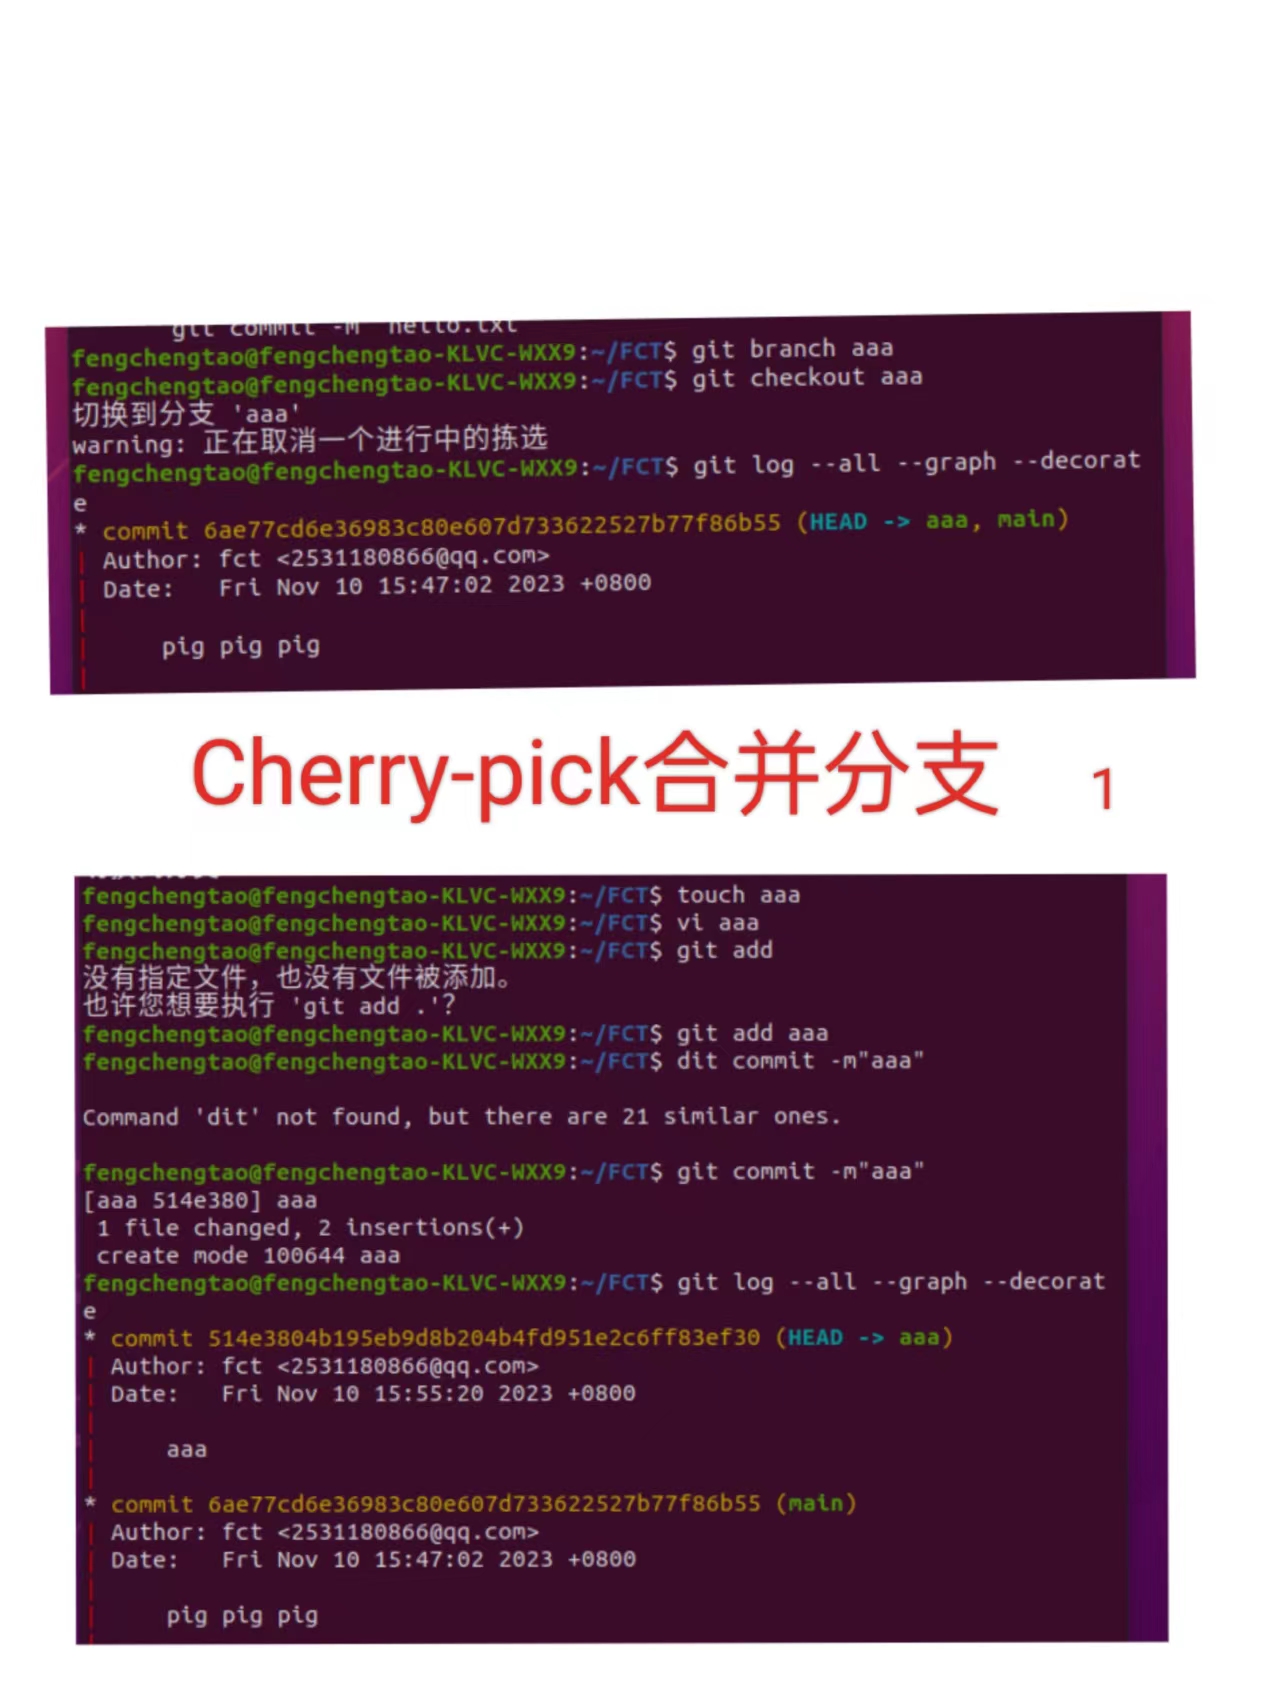 git commit -m "hello.txt
fengchengtao@fengchengtao-KLVC-WXX9:~/FCT$ git branch aaa
fengchengtao@fengchengtao-KLVC-WXX9:~/FCT$ git checkout aaa
切换到分支 'aaa'
warning: 正在取消一个进行中的拣选
fengchengtao@fengchengtao-KLVC-WXX9:~/FCT$ git log --all --graph --decorat
e
* commit 6ae77cd6e36983c80e607d733622527b77f86b55 (HEAD -> aaa, main)
| Author: fct <2531180866@qq.com>
| Date:   Fri Nov 10 15:47:02 2023 +0800
|
|     pig pig pig
|
Cherry-pick合并分支 1
fengchengtao@fengchengtao-KLVC-WXX9:~/FCT$ touch aaa
fengchengtao@fengchengtao-KLVC-WXX9:~/FCT$ vi aaa
fengchengtao@fengchengtao-KLVC-WXX9:~/FCT$ git add
没有指定文件，也没有文件被添加。
也许您想要执行 'git add .'？
fengchengtao@fengchengtao-KLVC-WXX9:~/FCT$ git add aaa
fengchengtao@fengchengtao-KLVC-WXX9:~/FCT$ dit commit -m"aaa"
Command 'dit' not found, but there are 21 similar ones.
fengchengtao@fengchengtao-KLVC-WXX9:~/FCT$ git commit -m"aaa"
[aaa 514e380] aaa
 1 file changed, 2 insertions(+)
 create mode 100644 aaa
fengchengtao@fengchengtao-KLVC-WXX9:~/FCT$ git log --all --graph --decorat
e
* commit 514e3804b195eb9d8b204b4fd951e2c6ff83ef30 (HEAD -> aaa)
| Author: fct <2531180866@qq.com>
| Date:   Fri Nov 10 15:55:20 2023 +0800
|
|     aaa
|
* commit 6ae77cd6e36983c80e607d733622527b77f86b55 (main)
| Author: fct <2531180866@qq.com>
| Date:   Fri Nov 10 15:47:02 2023 +0800
|
|     pig pig pig
|